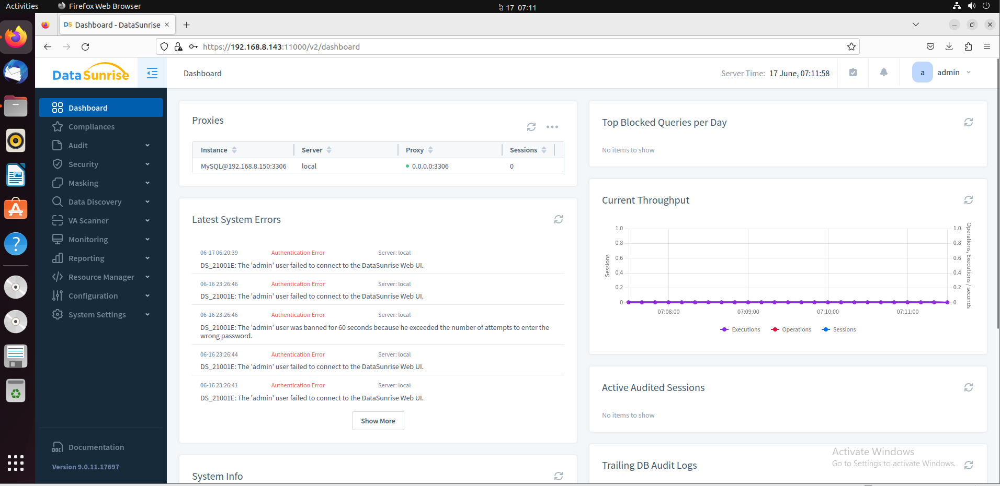 Activities
Firefox Web Browser
17 07:11
DS Dashboard - DataSunrise
https://192.168.8.143:11000/v2/dashboard
DataSunrise
Dashboard
Server Time: 17 June, 07:11:58
a
admin
Dashboard
Compliances
Audit
Security
Masking
Data Discovery
VA Scanner
Monitoring
Reporting
Resource Manager
Configuration
System Settings
DOC
Documentation
Version 9.0.11.17697
Proxies
Instance Server Proxy Sessions
MySQL@192.168.8.150:3306 local 0.0.0.0:3306 0
Latest System Errors
06-17 06:20:39 Authentication Error Server: local
DS_21001E: The 'admin' user failed to connect to the DataSunrise Web UI.
06-16 23:26:46 Authentication Error Server: local
DS_21001E: The 'admin' user failed to connect to the DataSunrise Web UI.
06-16 23:26:46 Authentication Error Server: local
DS_21001E: The 'admin' user was banned for 60 seconds because he exceeded the number of attempts to enter the
wrong password.
06-16 23:26:44 Authentication Error Server: local
DS_21001E: The 'admin' user failed to connect to the DataSunrise Web UI.
06-16 23:26:41 Authentication Error Server: local
DS_21001E: The 'admin' user failed to connect to the DataSunrise Web UI.
Show More
System Info
Top Blocked Queries per Day
No items to show
Current Throughput
Sessions
1.0
0.8
0.6
0.4
0.2
0
1.0
0.8
0.6
0.4
0.2
0
Operations, Executions / seconds
07:08:00 07:09:00 07:10:00 07:11:00
Executions Operations Sessions
Active Audited Sessions
No items to show
Trailing DB Audit Logs
Activate Windows
Go to Settings to activate Windows.